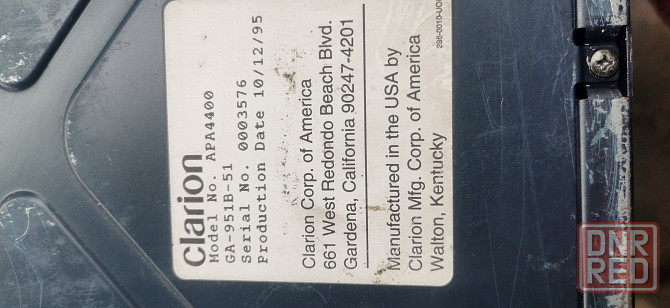 Clarion
Model No. APA4400
GA-951B-51
Serial No. 0003576
Production Date 10/12/95
Clarion Corp. of America
661 West Redondo Beach Blvd.
Gardena, California 90247-4201
Manufactured in the USA by
Clarion Mfg. Corp. of America
Walton, Kentucky
DNR
RED